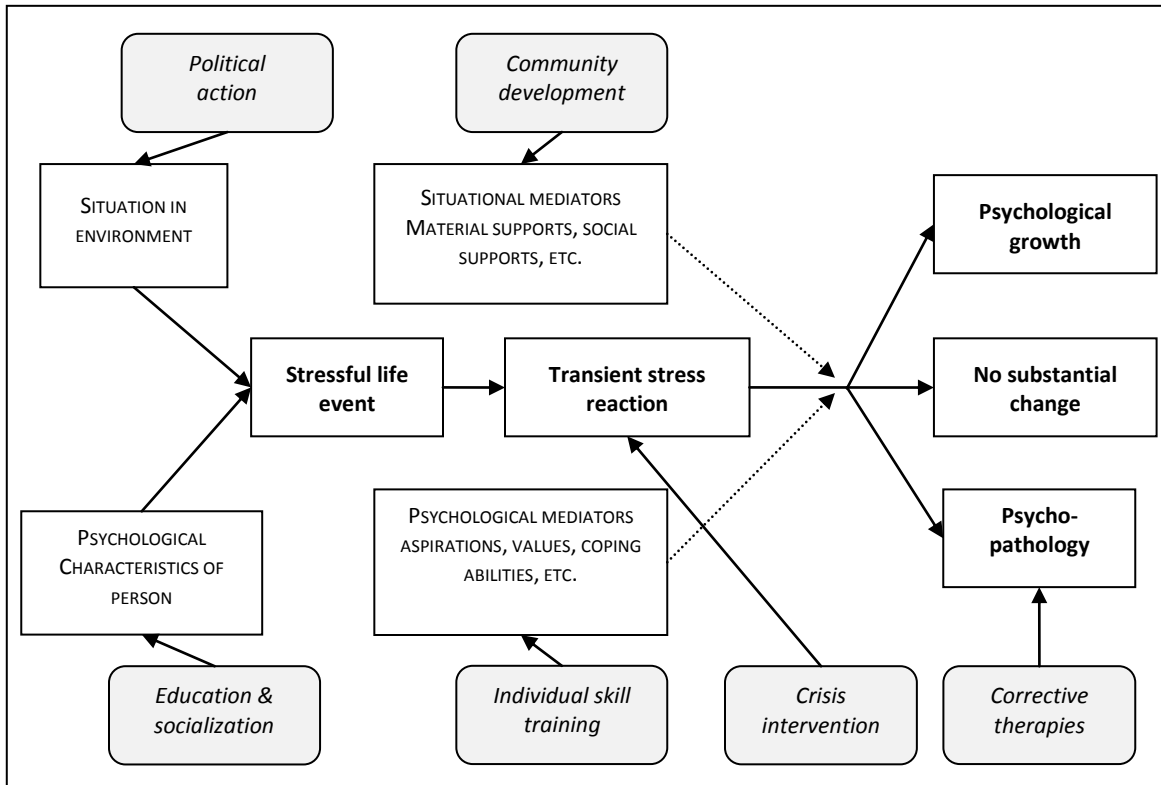 Political
action
Community
development
SITUATION IN
ENVIRONMENT
SITUATIONAL MEDIATORS
MATERIAL SUPPORTS, SOCIAL
SUPPORTS, ETC.
Psychological
growth
Stressful life
event
Transient stress
reaction
No substantial
change
PSYCHOLOGICAL
CHARACTERISTICS OF
PERSON
PSYCHOLOGICAL MEDIATORS
ASPIRATIONS, VALUES, COPING
ABILITIES, ETC.
Psycho-
pathology
Education &
socialization
Individual skill
training
Crisis
intervention
Corrective
therapies